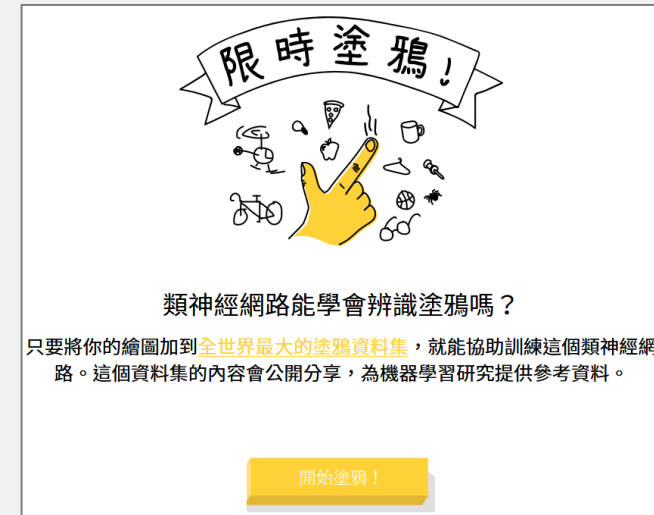 限時塗鴉!
類神經網路能學會辨識塗鴉嗎？
只要將你的繪圖加到全世界最大的塗鴉資料集，就能協助訓練這個類神經網
路。這個資料集的內容會公開分享，為機器學習研究提供參考資料。
開始塗鴉！